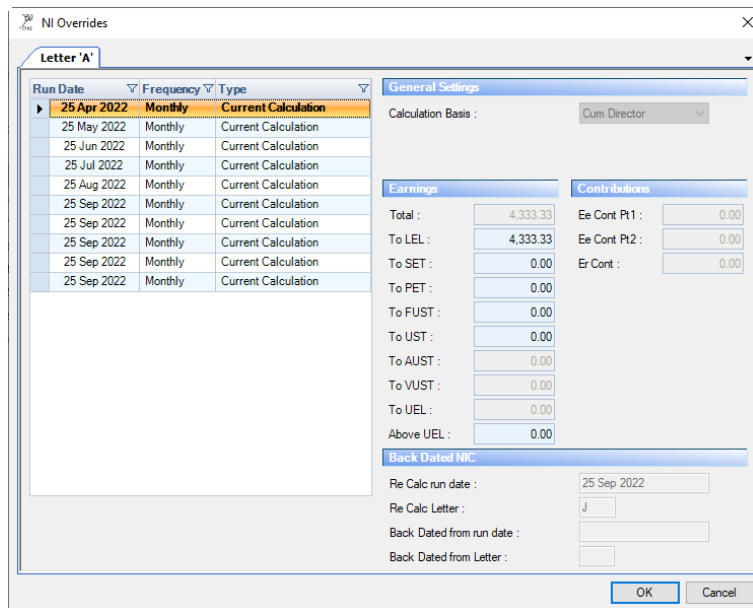 NI Overrides
Letter 'A'
Run Date Frequency Type
25 Apr 2022 Monthly Current Calculation
25 May 2022 Monthly Current Calculation
25 Jun 2022 Monthly Current Calculation
25 Jul 2022 Monthly Current Calculation
25 Aug 2022 Monthly Current Calculation
25 Sep 2022 Monthly Current Calculation
25 Sep 2022 Monthly Current Calculation
25 Sep 2022 Monthly Current Calculation
25 Sep 2022 Monthly Current Calculation
25 Sep 2022 Monthly Current Calculation
General Settings
Calculation Basis : Cum Director
Earnings
Total : 4,333.33
To LEL : 4,333.33
To SET : 0.00
To PET : 0.00
To FUST : 0.00
To UST : 0.00
To AUST : 0.00
To VUST : 0.00
To UEL : 0.00
Above UEL : 0.00
Contributions
Ee Cont Pt1 : 0.00
Ee Cont Pt2 : 0.00
Er Cont : 0.00
Back Dated NIC
Re Calc run date : 25 Sep 2022
Re Calc Letter : J
Back Dated from run date :
Back Dated from Letter :
OK Cancel